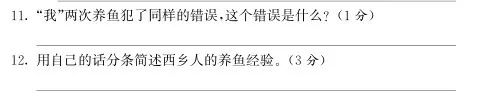 11. “我”两次养鱼犯了同样的错误,这个错误是什么? (1 分)
12. 用自己的话分条简述西乡人的养鱼经验。(3 分)